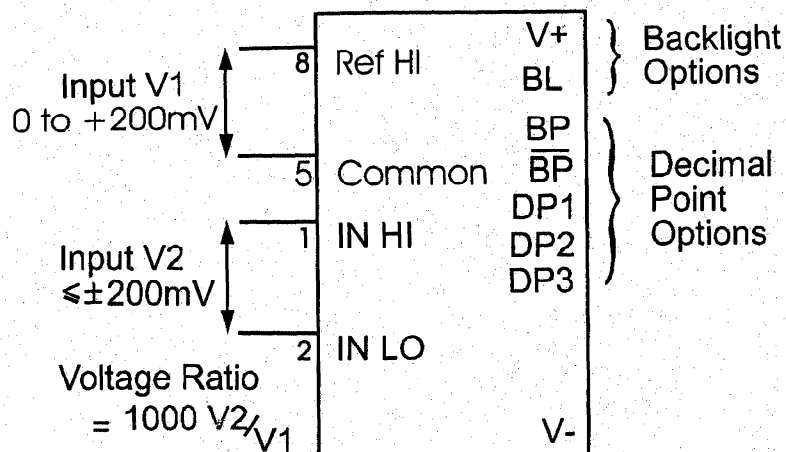 Input V1
0 to +200mV
8
Ref HI
5
Common
1
IN HI
Input V2
≤±200mV
2
IN LO
Voltage Ratio
= 1000 V2/V1
V+
BL
BP
B̅P̅
DP1
DP2
DP3
V-
Backlight
Options
Decimal
Point
Options